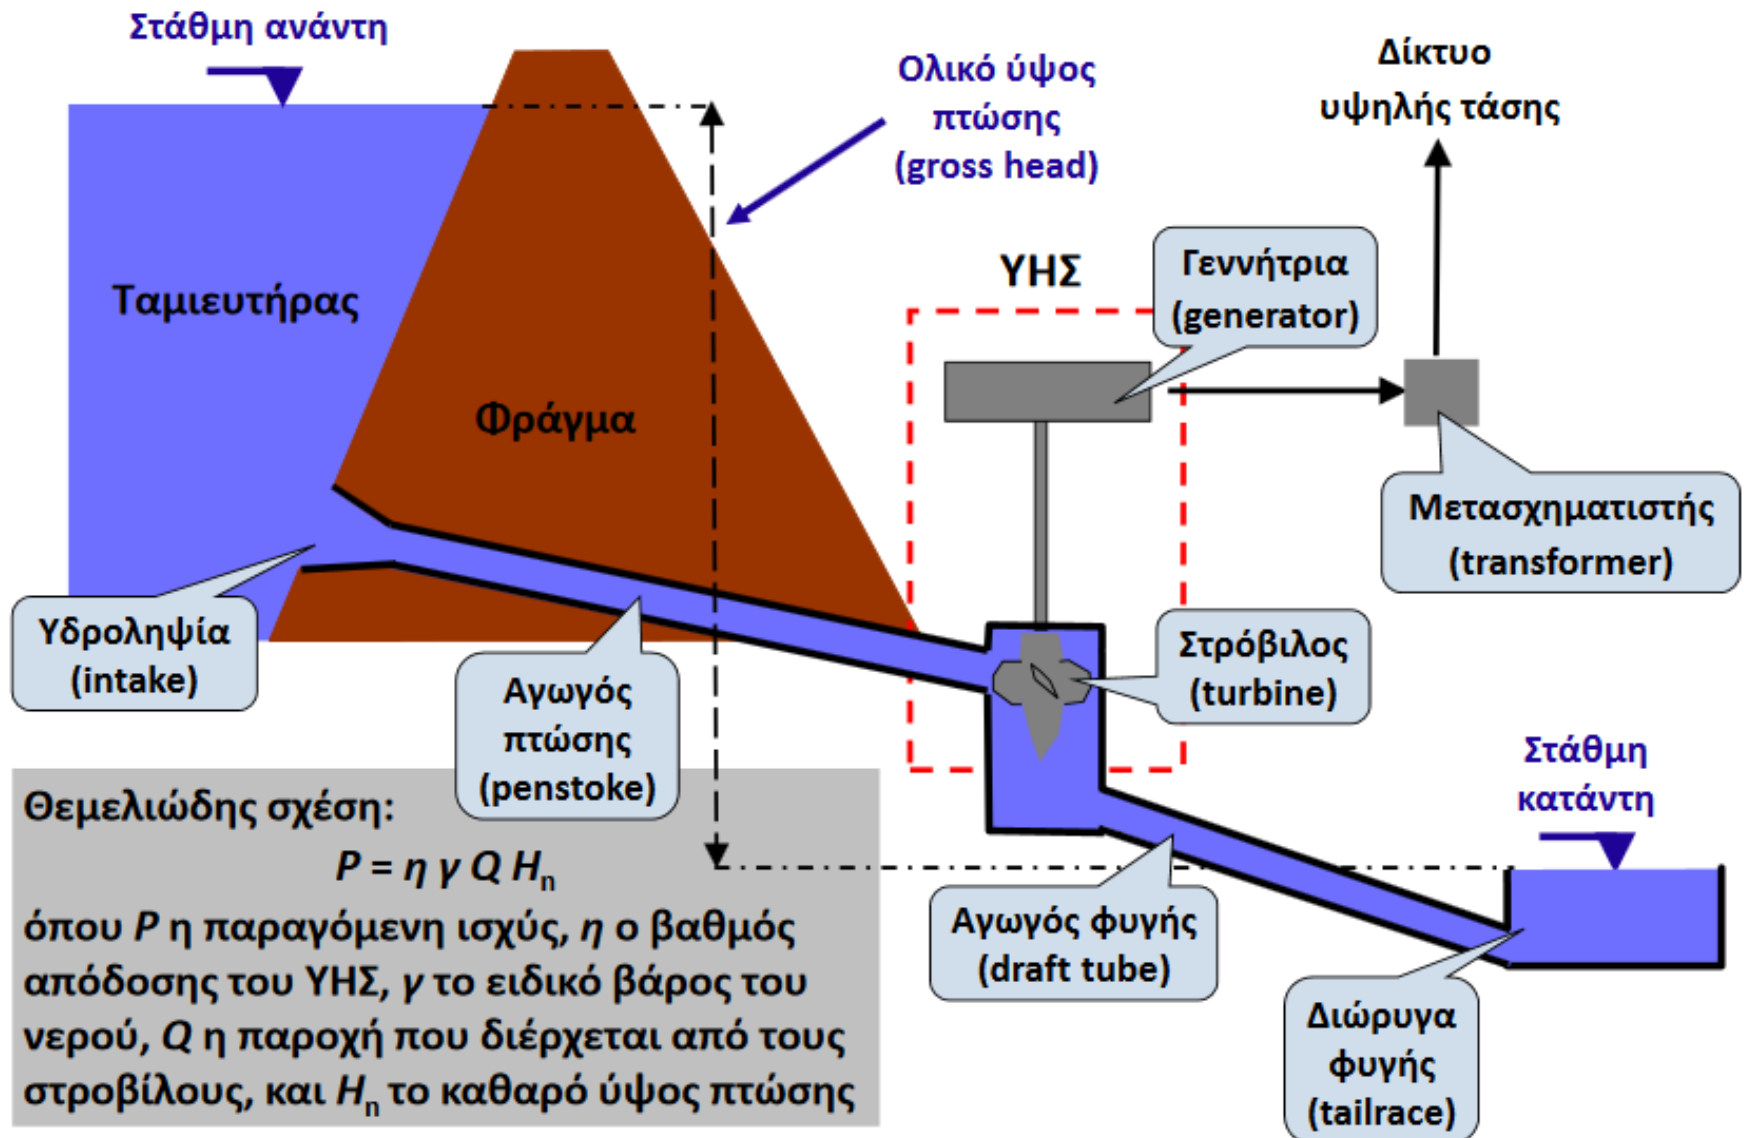 Στάθμη ανάντη
Ολικό ύψος
πτώσης
(gross head)
Δίκτυο
υψηλής τάσης
Ταμιευτήρας
Φράγμα
ΥΗΣ
Γεννήτρια
(generator)
Μετασχηματιστής
(transformer)
Υδροληψία
(intake)
Αγωγός
πτώσης
(penstoke)
Στρόβιλος
(turbine)
Στάθμη
κατάντη
Αγωγός φυγής
(draft tube)
Διώρυγα
φυγής
(tailrace)
Θεμελιώδης σχέση:
P = η γ Q Hn
όπου P η παραγόμενη ισχύς, η ο βαθμός
απόδοσης του ΥΗΣ, γ το ειδικό βάρος του
νερού, Q η παροχή που διέρχεται από τους
στροβίλους, και Hn το καθαρό ύψος πτώσης